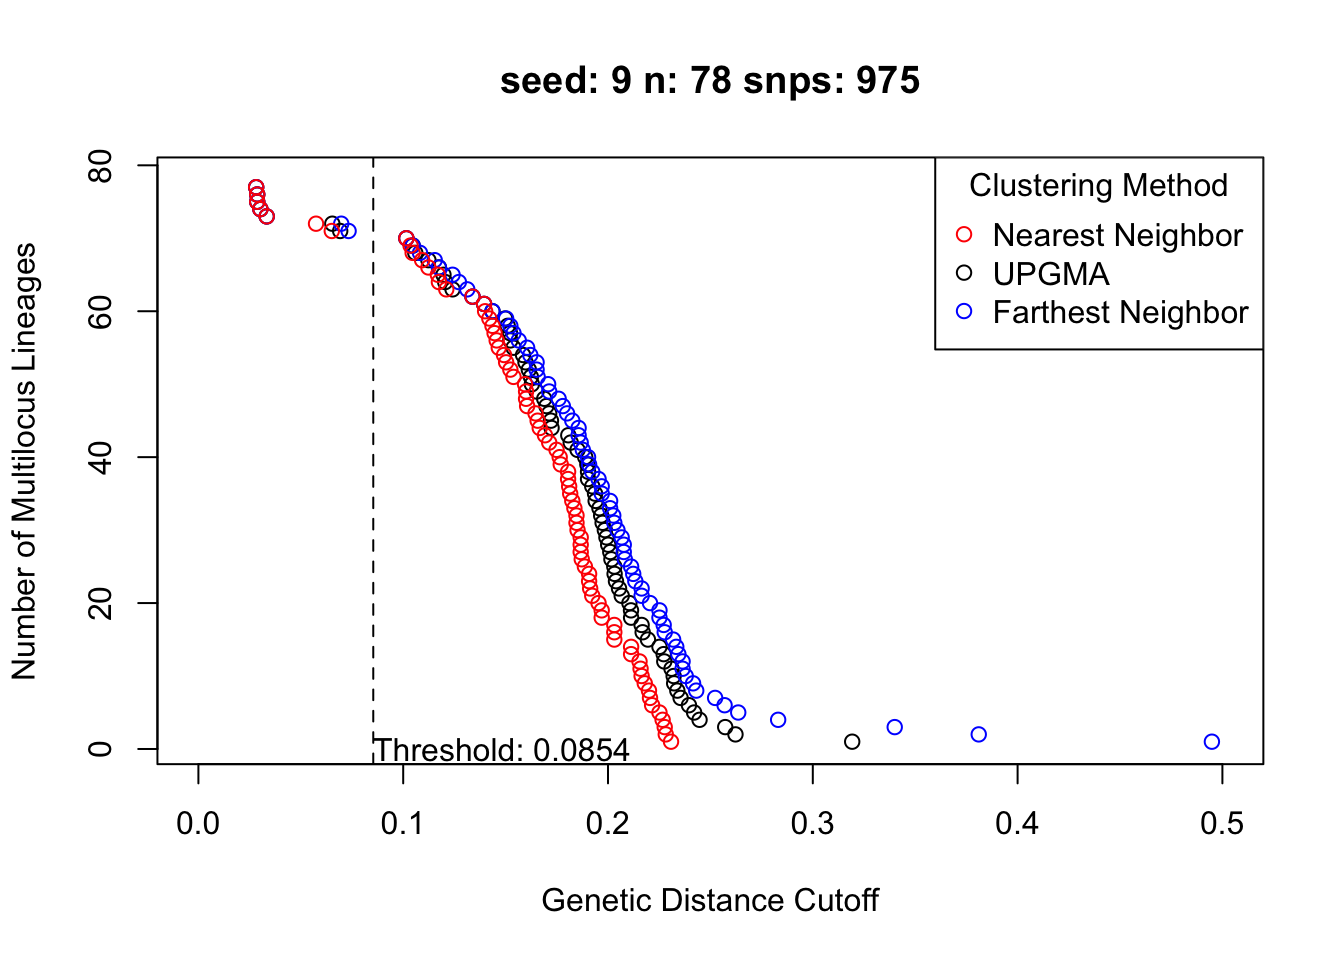 seed: 9 n: 78 snps: 975
Number of Multilocus Lineages
80
60
40
20
0
Clustering Method
Nearest Neighbor
UPGMA
Farthest Neighbor
Threshold: 0.0854
0.0 0.1 0.2 0.3 0.4 0.5
Genetic Distance Cutoff